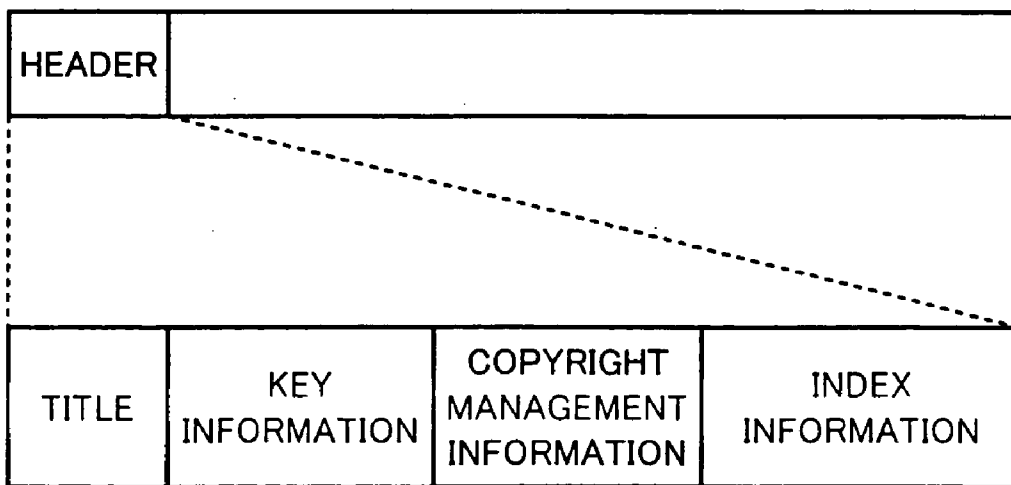 HEADER
TITLE
KEY
INFORMATION
COPYRIGHT
MANAGEMENT
INFORMATION
INDEX
INFORMATION